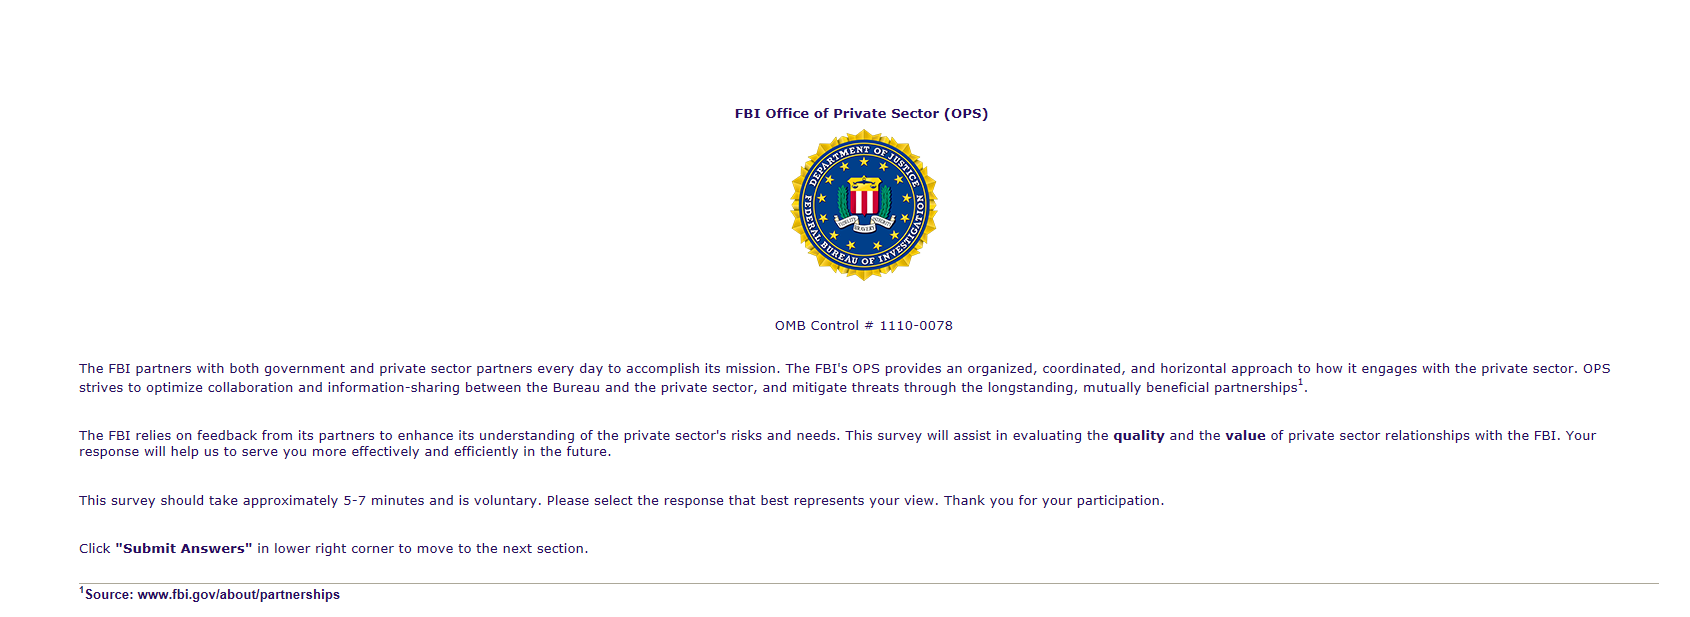 FBI Office of Private Sector (OPS)
DEPARTMENT OF JUSTICE
FEDERAL BUREAU OF INVESTIGATION
FIDELITY BRAVERY INTEGRITY
OMB Control # 1110-0078
The FBI partners with both government and private sector partners every day to accomplish its mission. The FBI's OPS provides an organized, coordinated, and horizontal approach to how it engages with the private sector. OPS
strives to optimize collaboration and information-sharing between the Bureau and the private sector, and mitigate threats through the longstanding, mutually beneficial partnerships1.
The FBI relies on feedback from its partners to enhance its understanding of the private sector's risks and needs. This survey will assist in evaluating the quality and the value of private sector relationships with the FBI. Your
response will help us to serve you more effectively and efficiently in the future.
This survey should take approximately 5-7 minutes and is voluntary. Please select the response that best represents your view. Thank you for your participation.
Click "Submit Answers" in lower right corner to move to the next section.
1Source: www.fbi.gov/about/partnerships